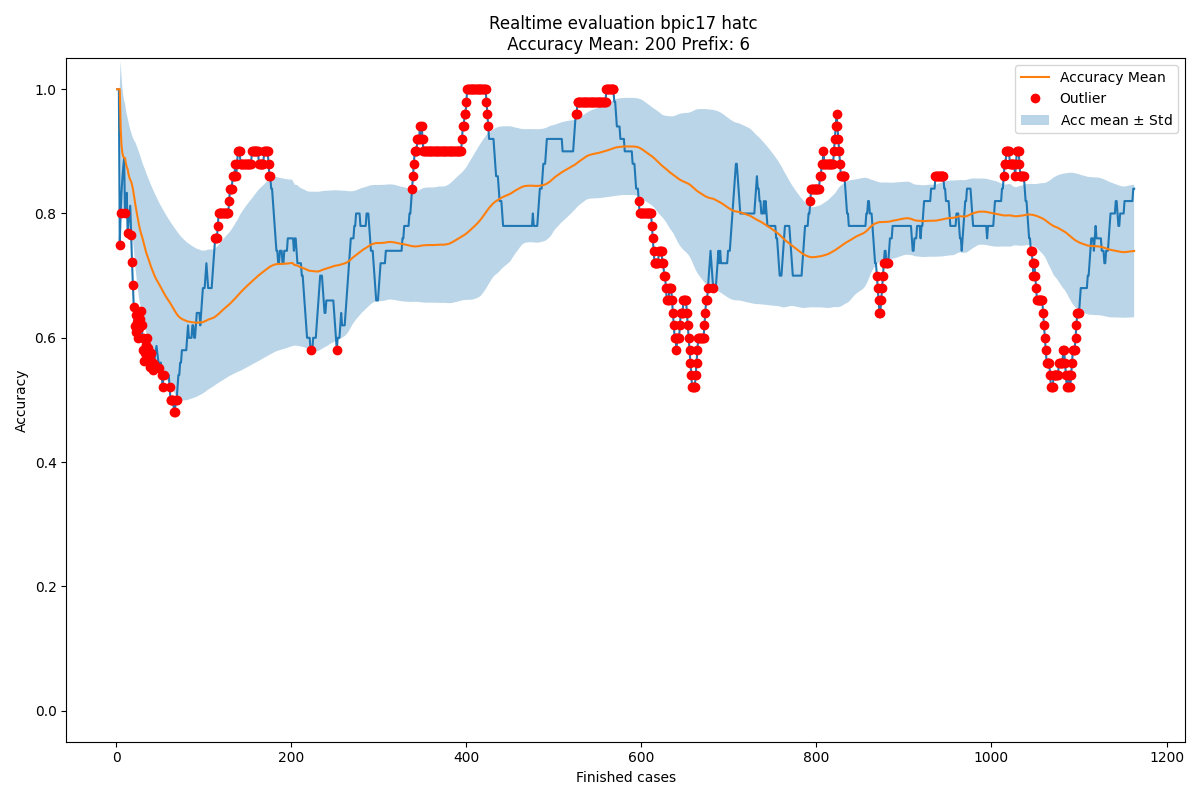 Realtime evaluation bpic17 hatc
Accuracy Mean: 200 Prefix: 6
Accuracy Mean
Outlier
Acc mean ± Std
1.0
0.8
0.6
0.4
0.2
0.0
Accuracy
0
200
400
600
800
1000
1200
Finished cases